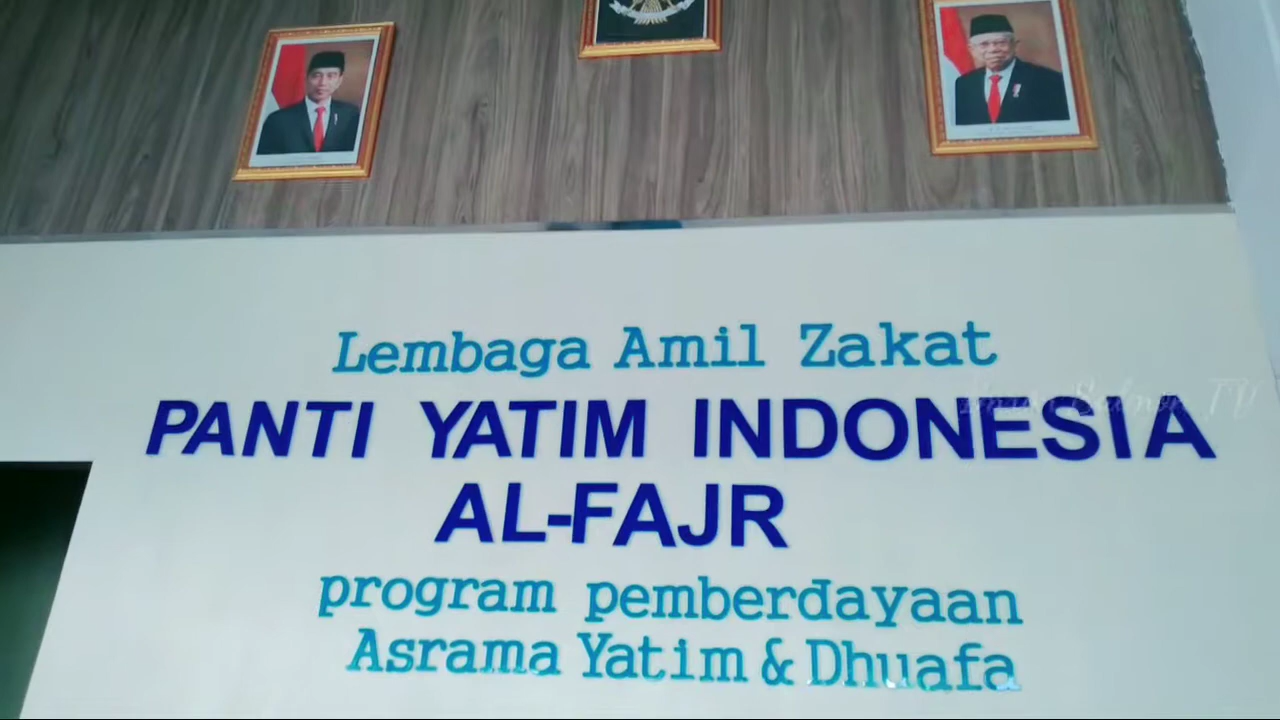 Lembaga Amil Zakat
PANTI YATIM INDONESIA
AL-FAJR
program pemberdayaan
Asrama Yatim & Dhuafa